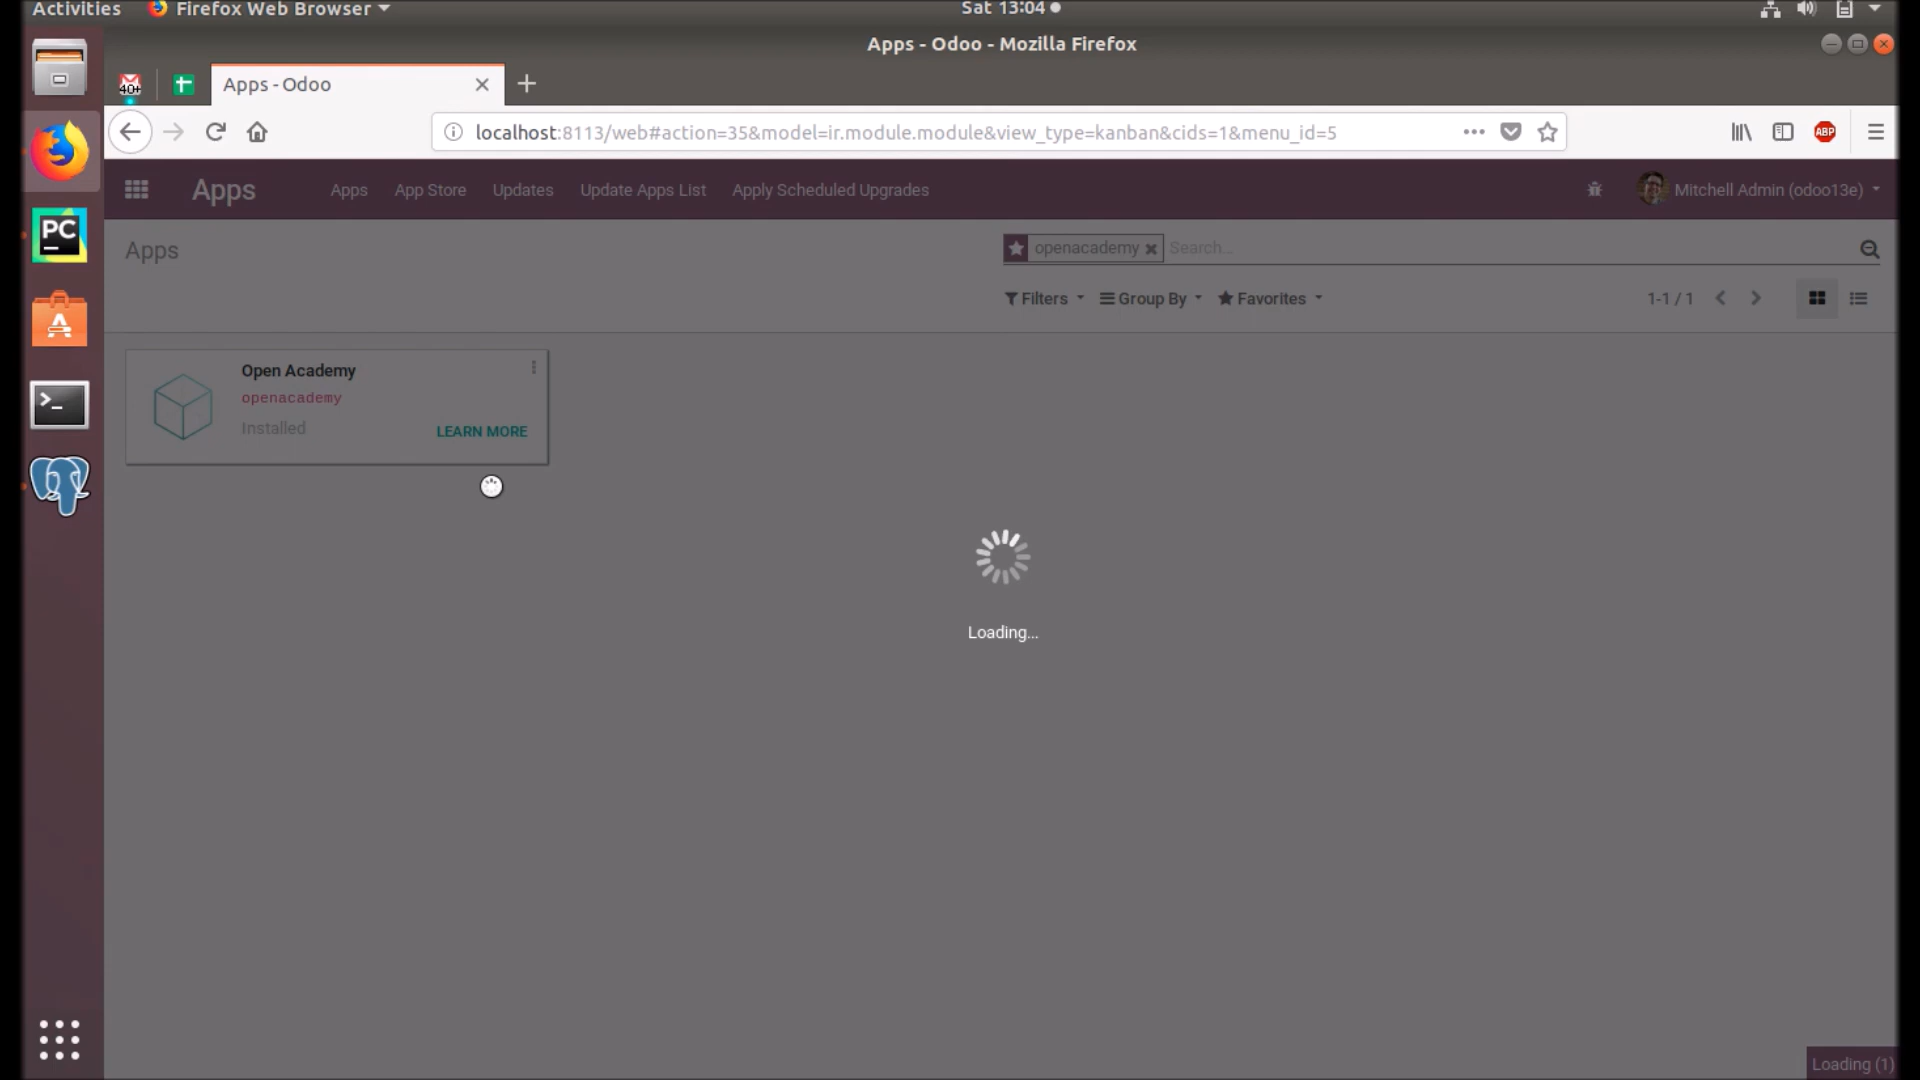 Activities Firefox Web Browser Sat 13:04
Apps - Odoo - Mozilla Firefox
40+ Apps - Odoo
localhost:8113/web#action=35&model=ir.module.module&view_type=kanban&cids=1&menu_id=5 ABP
Apps Apps App Store Updates Update Apps List Apply Scheduled Upgrades Mitchell Admin (odoo13e)
PC
Apps openacademy Search...
Filters Group By Favorites 1-1 / 1
Open Academy
openacademy
Installed LEARN MORE
Loading...
Loading (1)